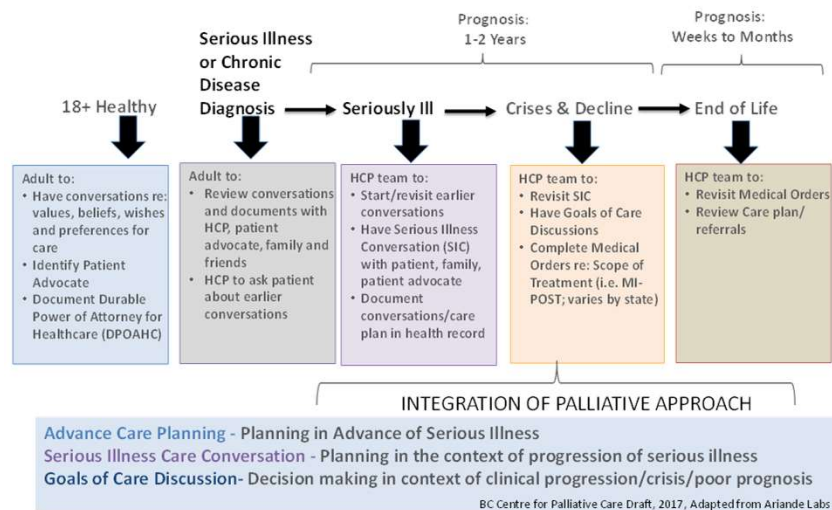 Prognosis:
1-2 Years
Prognosis:
Weeks to Months
18+ Healthy
Serious Illness
or Chronic
Disease
Diagnosis
Seriously Ill
Crises & Decline
End of Life
Adult to:
• Have conversations re:
values, beliefs, wishes
and preferences for
care
• Identify Patient
Advocate
• Document Durable
Power of Attorney for
Healthcare (DPOAHC)
Adult to:
• Review conversations
and documents with
HCP, patient
advocate, family and
friends
• HCP to ask patient
about earlier
conversations
HCP team to:
• Start/revisit earlier
conversations
• Have Serious Illness
Conversation (SIC)
with patient, family,
patient advocate
• Document
conversations/care
plan in health record
HCP team to:
• Revisit SIC
• Have Goals of Care
Discussions
• Complete Medical
Orders re: Scope of
Treatment (i.e. MI-
POST; varies by state)
HCP team to:
• Revisit Medical Orders
• Review Care plan/
referrals
INTEGRATION OF PALLIATIVE APPROACH
Advance Care Planning - Planning in Advance of Serious Illness
Serious Illness Care Conversation - Planning in the context of progression of serious illness
Goals of Care Discussion- Decision making in context of clinical progression/crisis/poor prognosis
BC Centre for Palliative Care Draft, 2017, Adapted from Ariande Labs